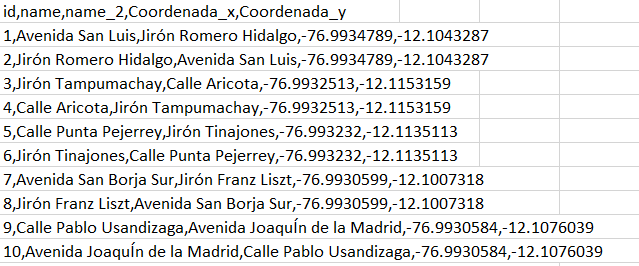 id,name,name_2,Coordenada_x,Coordenada_y
1,Avenida San Luis,Jirón Romero Hidalgo,-76.9934789,-12.1043287
2,Jirón Romero Hidalgo,Avenida San Luis,-76.9934789,-12.1043287
3,Jirón Tampumachay,Calle Aricota,-76.9932513,-12.1153159
4,Calle Aricota,Jirón Tampumachay,-76.9932513,-12.1153159
5,Calle Punta Pejerrey,Jirón Tinajones,-76.993232,-12.1135113
6,Jirón Tinajones,Calle Punta Pejerrey,-76.993232,-12.1135113
7,Avenida San Borja Sur,Jirón Franz Liszt,-76.9930599,-12.1007318
8,Jirón Franz Liszt,Avenida San Borja Sur,-76.9930599,-12.1007318
9,Calle Pablo Usandizaga,Avenida JoaquÍn de la Madrid,-76.9930584,-12.1076039
10,Avenida JoaquÍn de la Madrid,Calle Pablo Usandizaga,-76.9930584,-12.1076039